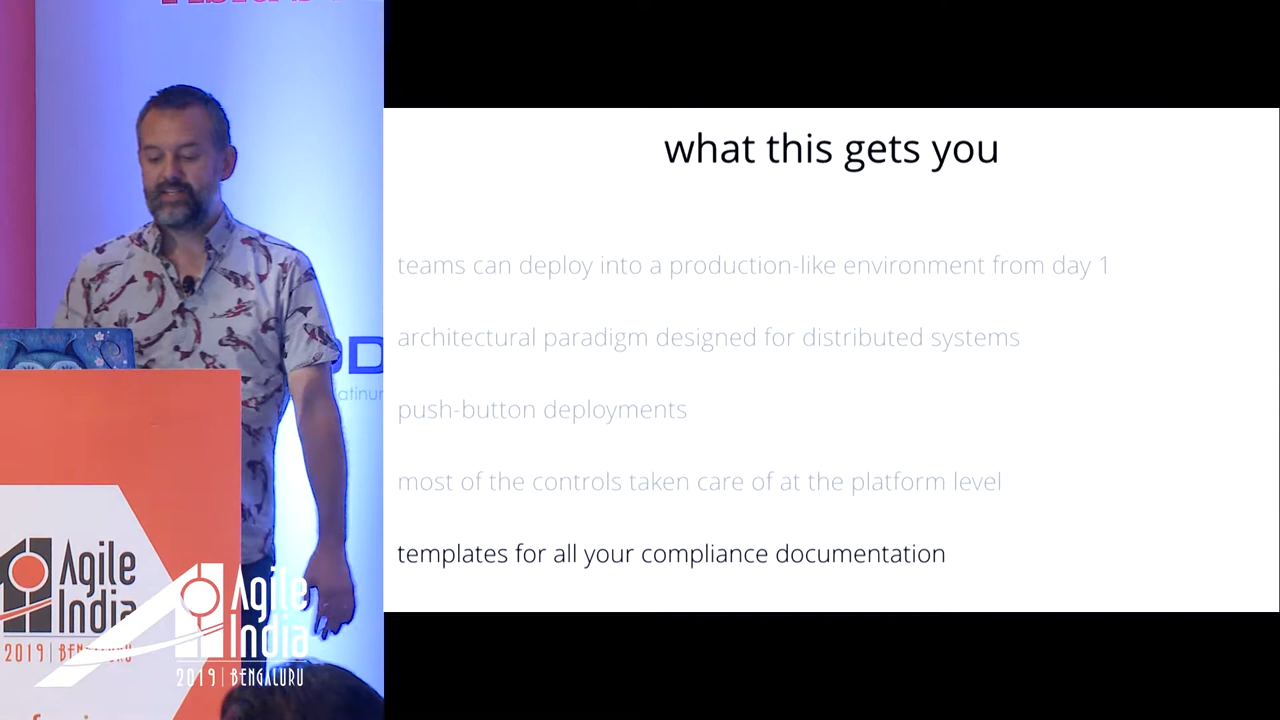 what this gets you
teams can deploy into a production-like environment from day 1
architectural paradigm designed for distributed systems
push-button deployments
most of the controls taken care of at the platform level
templates for all your compliance documentation
Agile
India
2019 | BENGALURU
Agile
India
2019 | BENGALURU